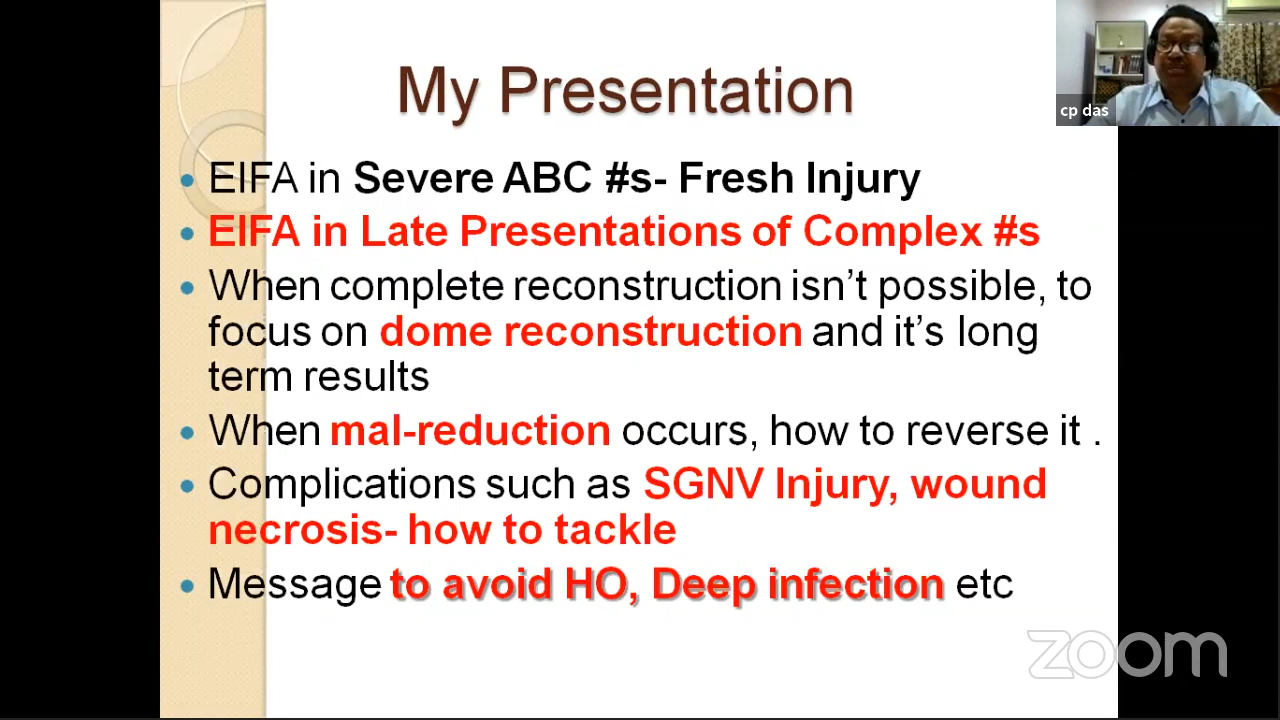 My Presentation
cp das
EIFA in Severe ABC #s- Fresh Injury
EIFA in Late Presentations of Complex #s
When complete reconstruction isn’t possible, to
focus on dome reconstruction and it’s long
term results
When mal-reduction occurs, how to reverse it .
Complications such as SGNV Injury, wound
necrosis- how to tackle
Message to avoid HO, Deep infection etc
zoom